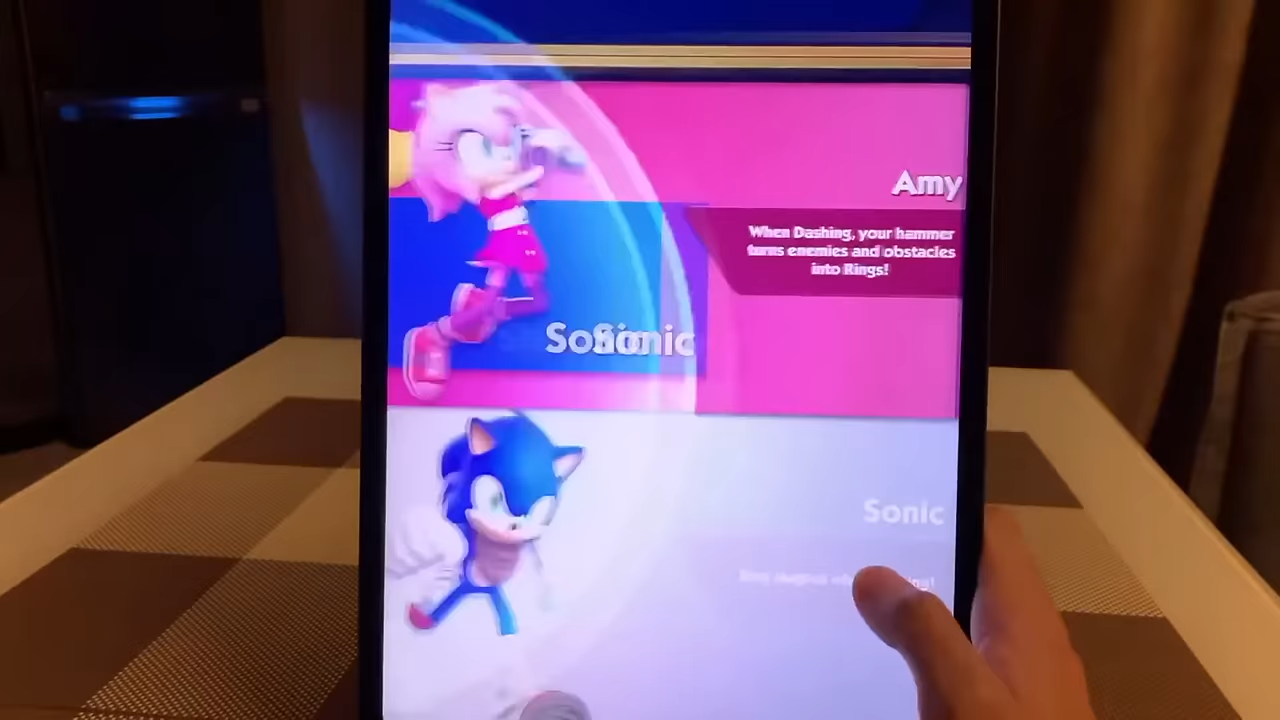 Amy
When Dashing, your hammer
turns enemies and obstacles
into Rings!
Sonic
Sonic